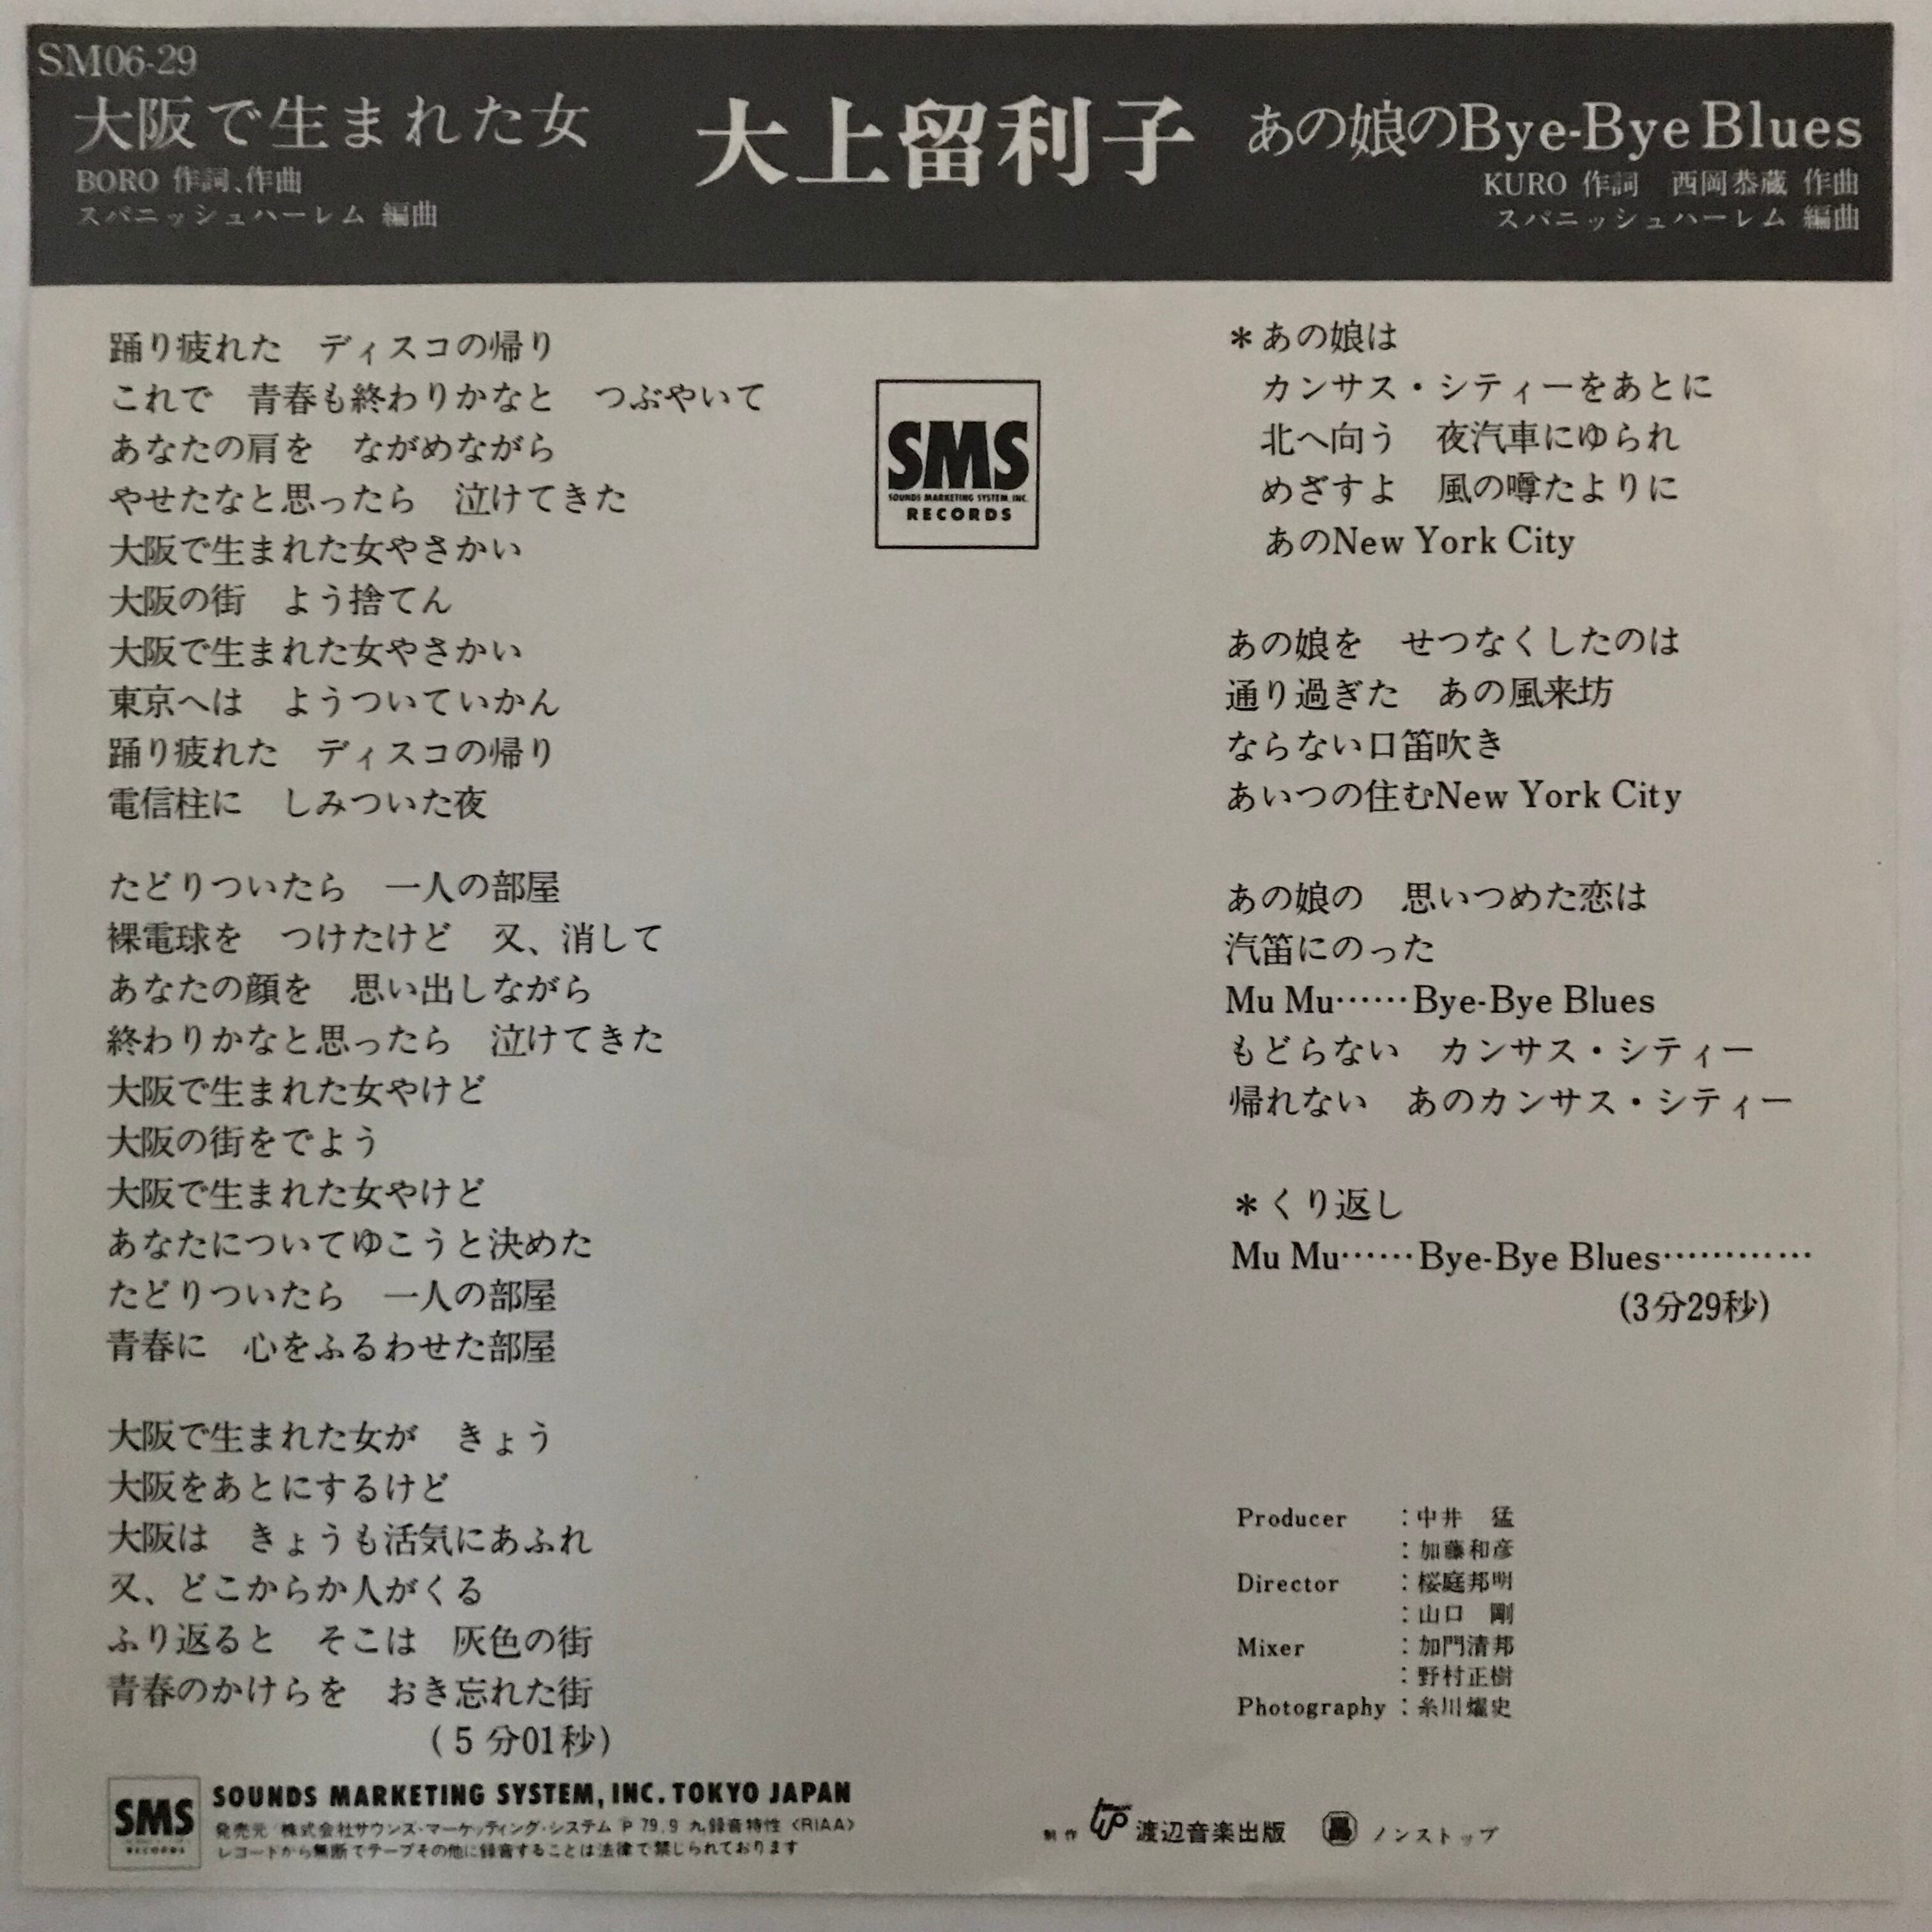 SM06-29
大阪で生まれた女
BORO 作詞、作曲
スパニッシュハーレム 編曲
大上留利子
あの娘のBye-Bye Blues
KURO 作詞　西岡恭蔵 作曲
スパニッシュハーレム 編曲
踊り疲れた　ディスコの帰り
これで　青春も終わりかなと　つぶやいて
あなたの肩を　ながめながら
やせたなと思ったら　泣けてきた
大阪で生まれた女やさかい
大阪の街　よう捨てん
大阪で生まれた女やさかい
東京へは　ようついていかん
踊り疲れた　ディスコの帰り
電信柱に　しみついた夜
たどりついたら　一人の部屋
裸電球を　つけたけど　又、消して
あなたの顔を　思い出しながら
終わりかなと思ったら　泣けてきた
大阪で生まれた女やけど
大阪の街をでよう
大阪で生まれた女やけど
あなたについてゆこうと決めた
たどりついたら　一人の部屋
青春に　心をふるわせた部屋
大阪で生まれた女が　きょう
大阪をあとにするけど
大阪は　きょうも活気にあふれ
又、どこからか人がくる
ふり返ると　そこは　灰色の街
青春のかけらを　おき忘れた街
(5分01秒)
SMS
SOUNDS MARKETING SYSTEM, INC.
RECORDS
＊あの娘は
カンサス・シティーをあとに
北へ向う　夜汽車にゆられ
めざすよ　風の噂たよりに
あのNew York City
あの娘を　せつなくしたのは
通り過ぎた　あの風来坊
ならない口笛吹き
あいつの住むNew York City
あの娘の　思いつめた恋は
汽笛にのった
Mu Mu……Bye-Bye Blues
もどらない　カンサス・シティー
帰れない　あのカンサス・シティー
＊くり返し
Mu Mu……Bye-Bye Blues…………
(3分29秒)
Producer：中井　猛
：加藤和彦
Director：桜庭邦明
：山口　剛
Mixer：加門清邦
：野村正樹
Photography：糸川燿史
SMS
RECORDS
SOUNDS MARKETING SYSTEM, INC. TOKYO JAPAN
発売元 株式会社サウンズ・マーケッティング・システム Ⓟ 79.9 九 録音特性〈RIAA〉
レコードから無断でテープその他に録音することは法律で禁じられております
制作 渡辺音楽出版 ノンストップ